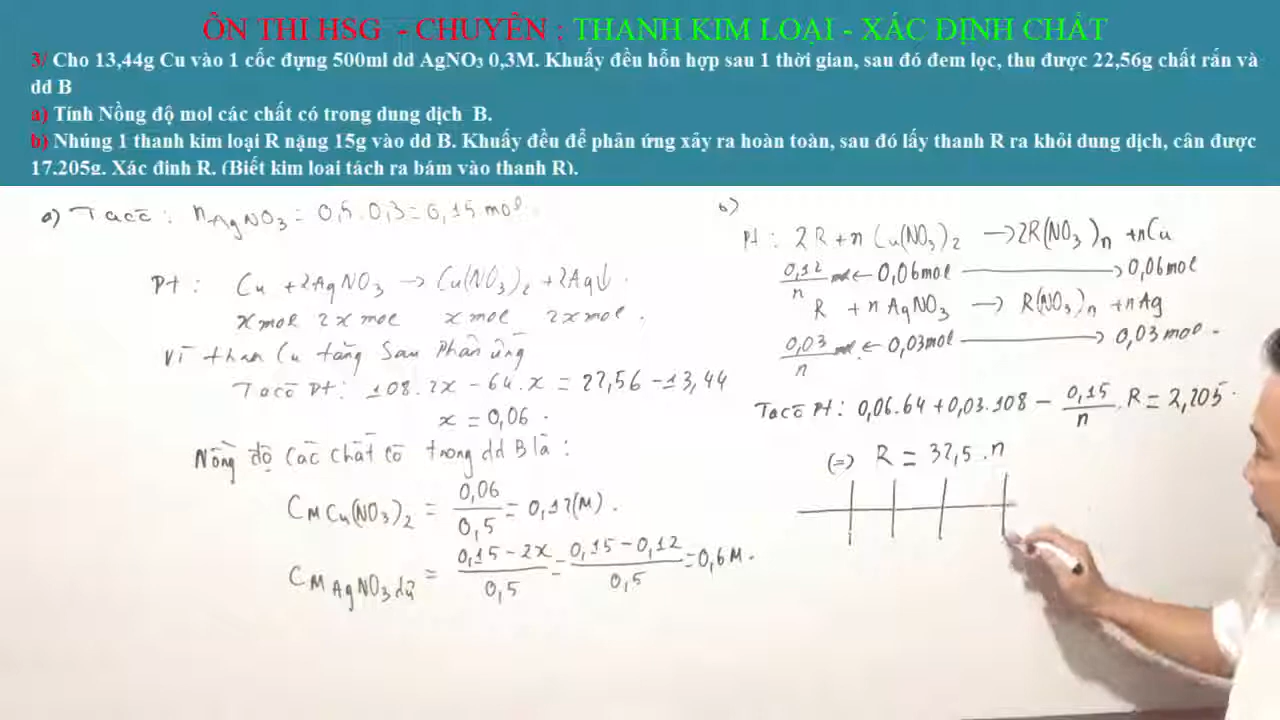 ÔN THI HSG - CHUYÊN : THANH KIM LOẠI - XÁC ĐỊNH CHẤT
3/ Cho 13,44g Cu vào 1 cốc đựng 500ml dd AgNO₃ 0,3M. Khuấy đều hỗn hợp sau 1 thời gian, sau đó đem lọc, thu được 22,56g chất rắn và
dd B
a) Tính Nồng độ mol các chất có trong dung dịch B.
b) Nhúng 1 thanh kim loại R nặng 15g vào dd B. Khuấy đều để phản ứng xảy ra hoàn toàn, sau đó lấy thanh R ra khỏi dung dịch, cân được
17,205g. Xác định R. (Biết kim loại tách ra bám vào thanh R).
a) Ta có : nAgNO₃ = 0,5.0,3 = 0,15 mol
Pt : Cu + 2AgNO₃ → Cu(NO₃)₂ + 2Ag↓
x mol 2x mol x mol 2x mol .
Vì thanh Cu tăng sau phản ứng
Ta có Pt : 108.2x - 64.x = 22,56 - 13,44
x = 0,06 .
Nồng độ các chất có trong dd B là :
CM Cu(NO₃)₂ = 0,06/0,5 = 0,12(M) .
CM AgNO₃ dư = (0,15 - 2x)/0,5 = (0,15 - 0,12)/0,5 = 0,6M .
b)
Pt : 2R + n Cu(NO₃)₂ → 2R(NO₃)n + nCu
0,12/n ← 0,06mol → 0,06mol
R + n AgNO₃ → R(NO₃)n + nAg
0,03/n ← 0,03mol → 0,03 mol .
Ta có Pt : 0,06.64 + 0,03.108 - 0,15/n . R = 2,205 .
(=) R = 32,5 . n